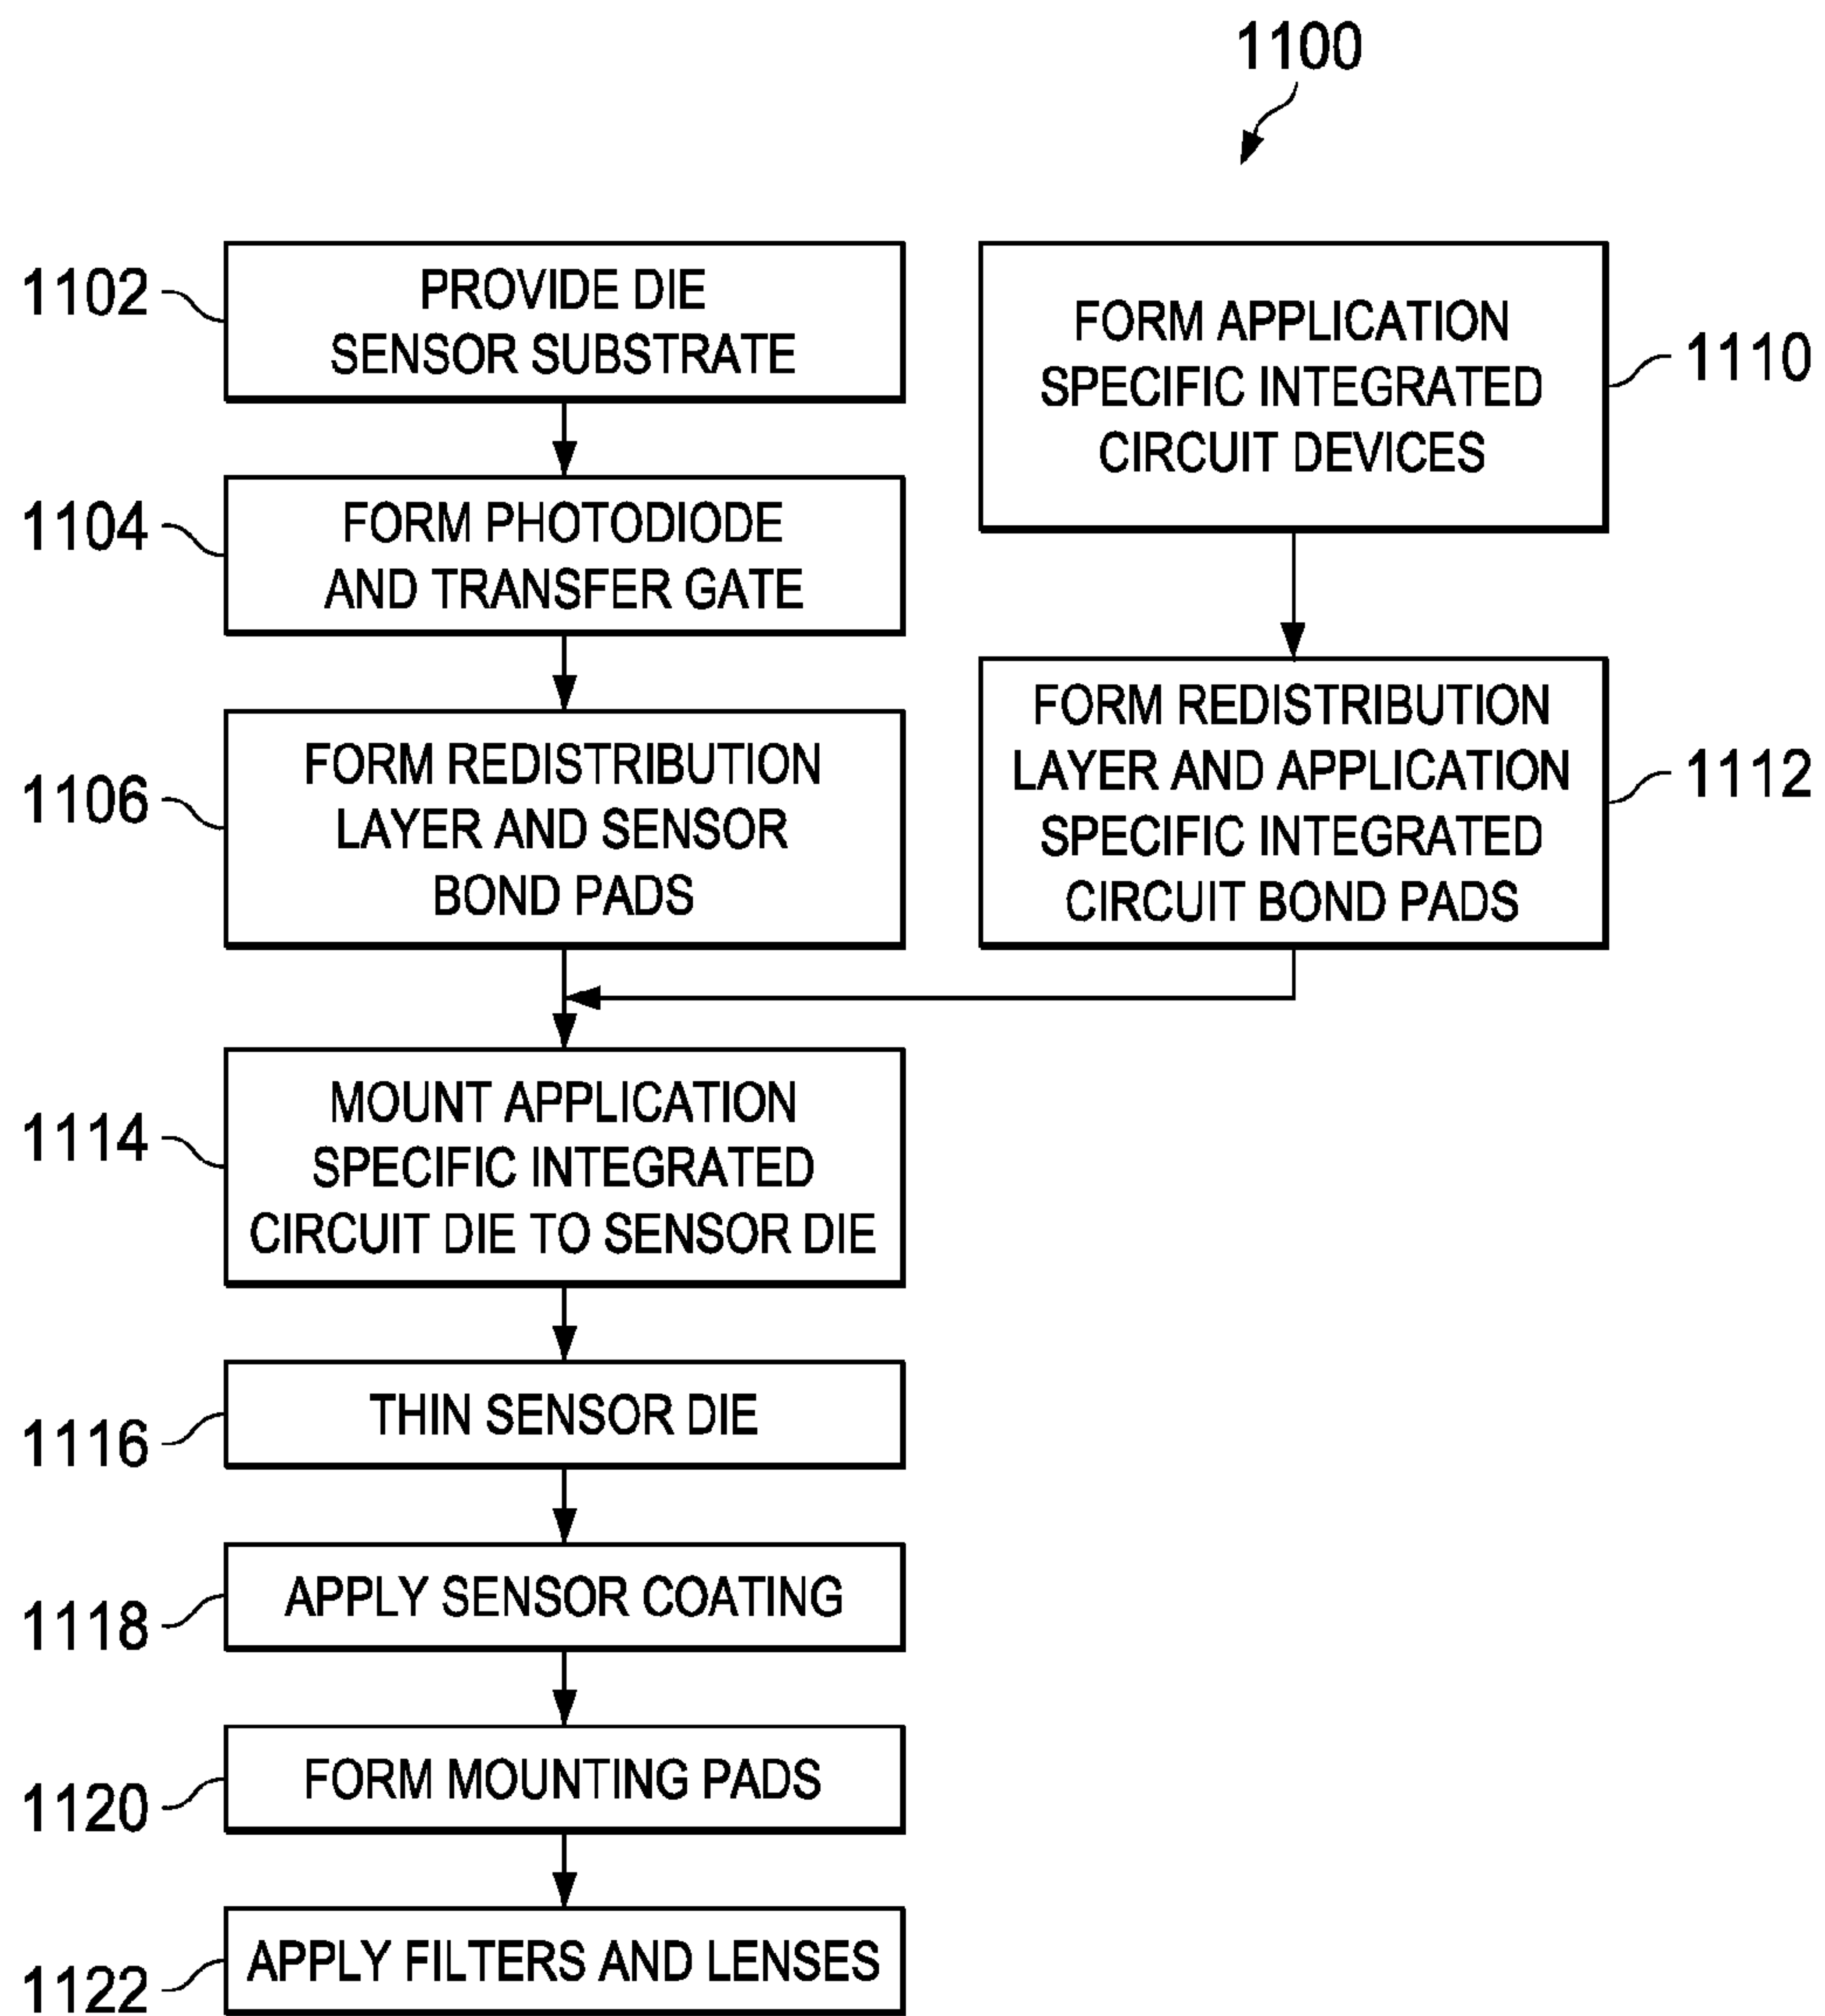 1100
1102
PROVIDE DIE
SENSOR SUBSTRATE
1104
FORM PHOTODIODE
AND TRANSFER GATE
1106
FORM REDISTRIBUTION
LAYER AND SENSOR
BOND PADS
FORM APPLICATION
SPECIFIC INTEGRATED
CIRCUIT DEVICES
1110
FORM REDISTRIBUTION
LAYER AND APPLICATION
SPECIFIC INTEGRATED
CIRCUIT BOND PADS
1112
1114
MOUNT APPLICATION
SPECIFIC INTEGRATED
CIRCUIT DIE TO SENSOR DIE
1116
THIN SENSOR DIE
1118
APPLY SENSOR COATING
1120
FORM MOUNTING PADS
1122
APPLY FILTERS AND LENSES